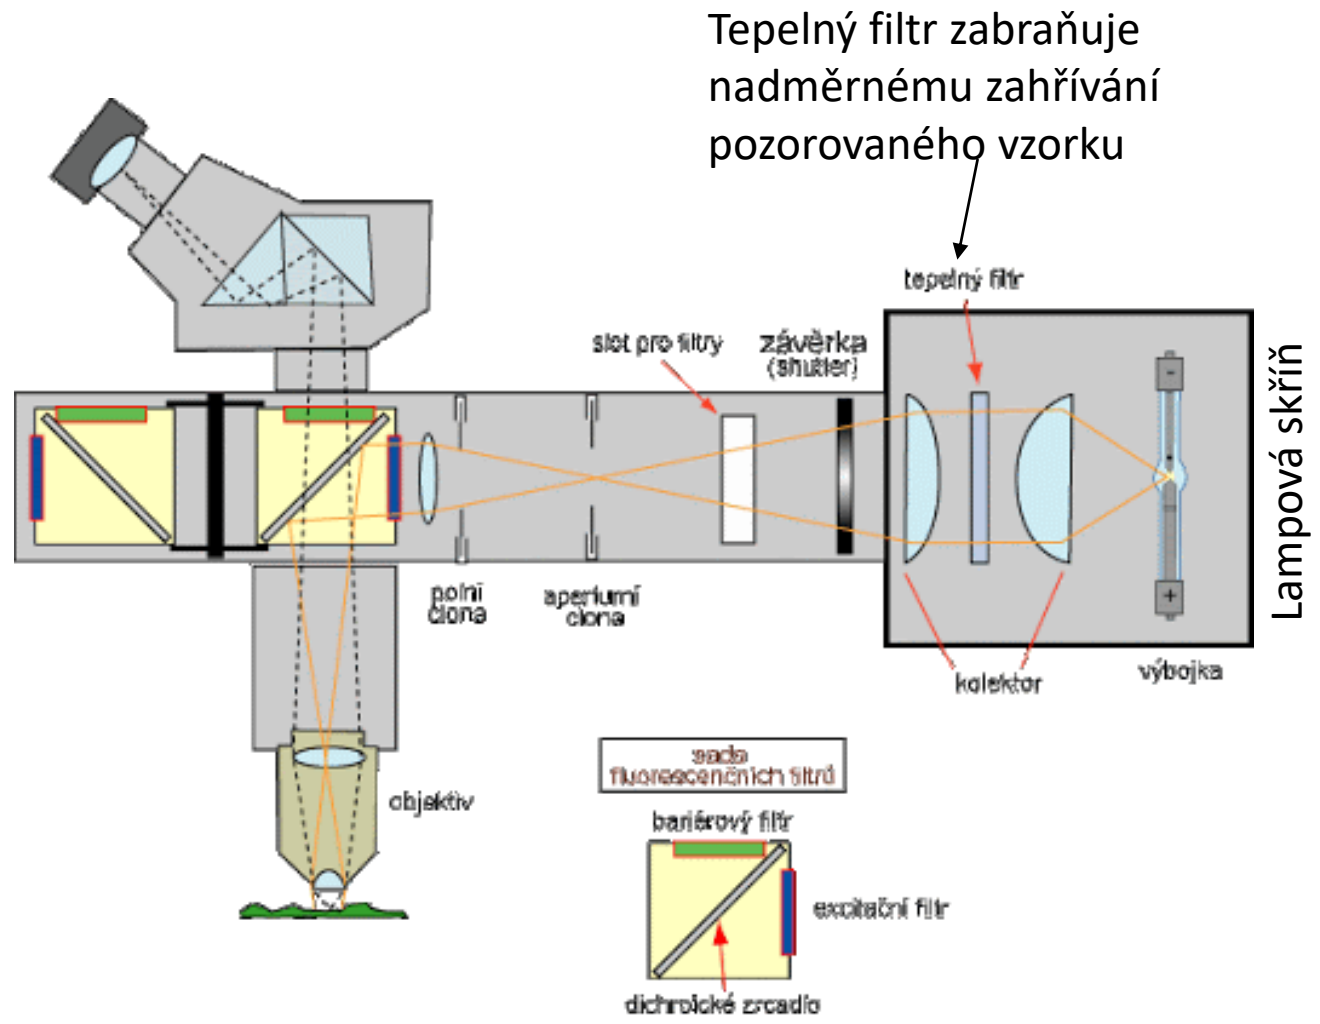 Tepelný filtr zabraňuje
nadměrnému zahřívání
pozorovaného vzorku
tepelný filtr
slot pro filtry
závěrka
(shutter)
Lampová skříň
-
+
polní
clona
aperturní
clona
kolektor
výbojka
objektiv
sada
fluorescenčních filtrů
bariérový filtr
excitační filtr
dichroické zrcadlo